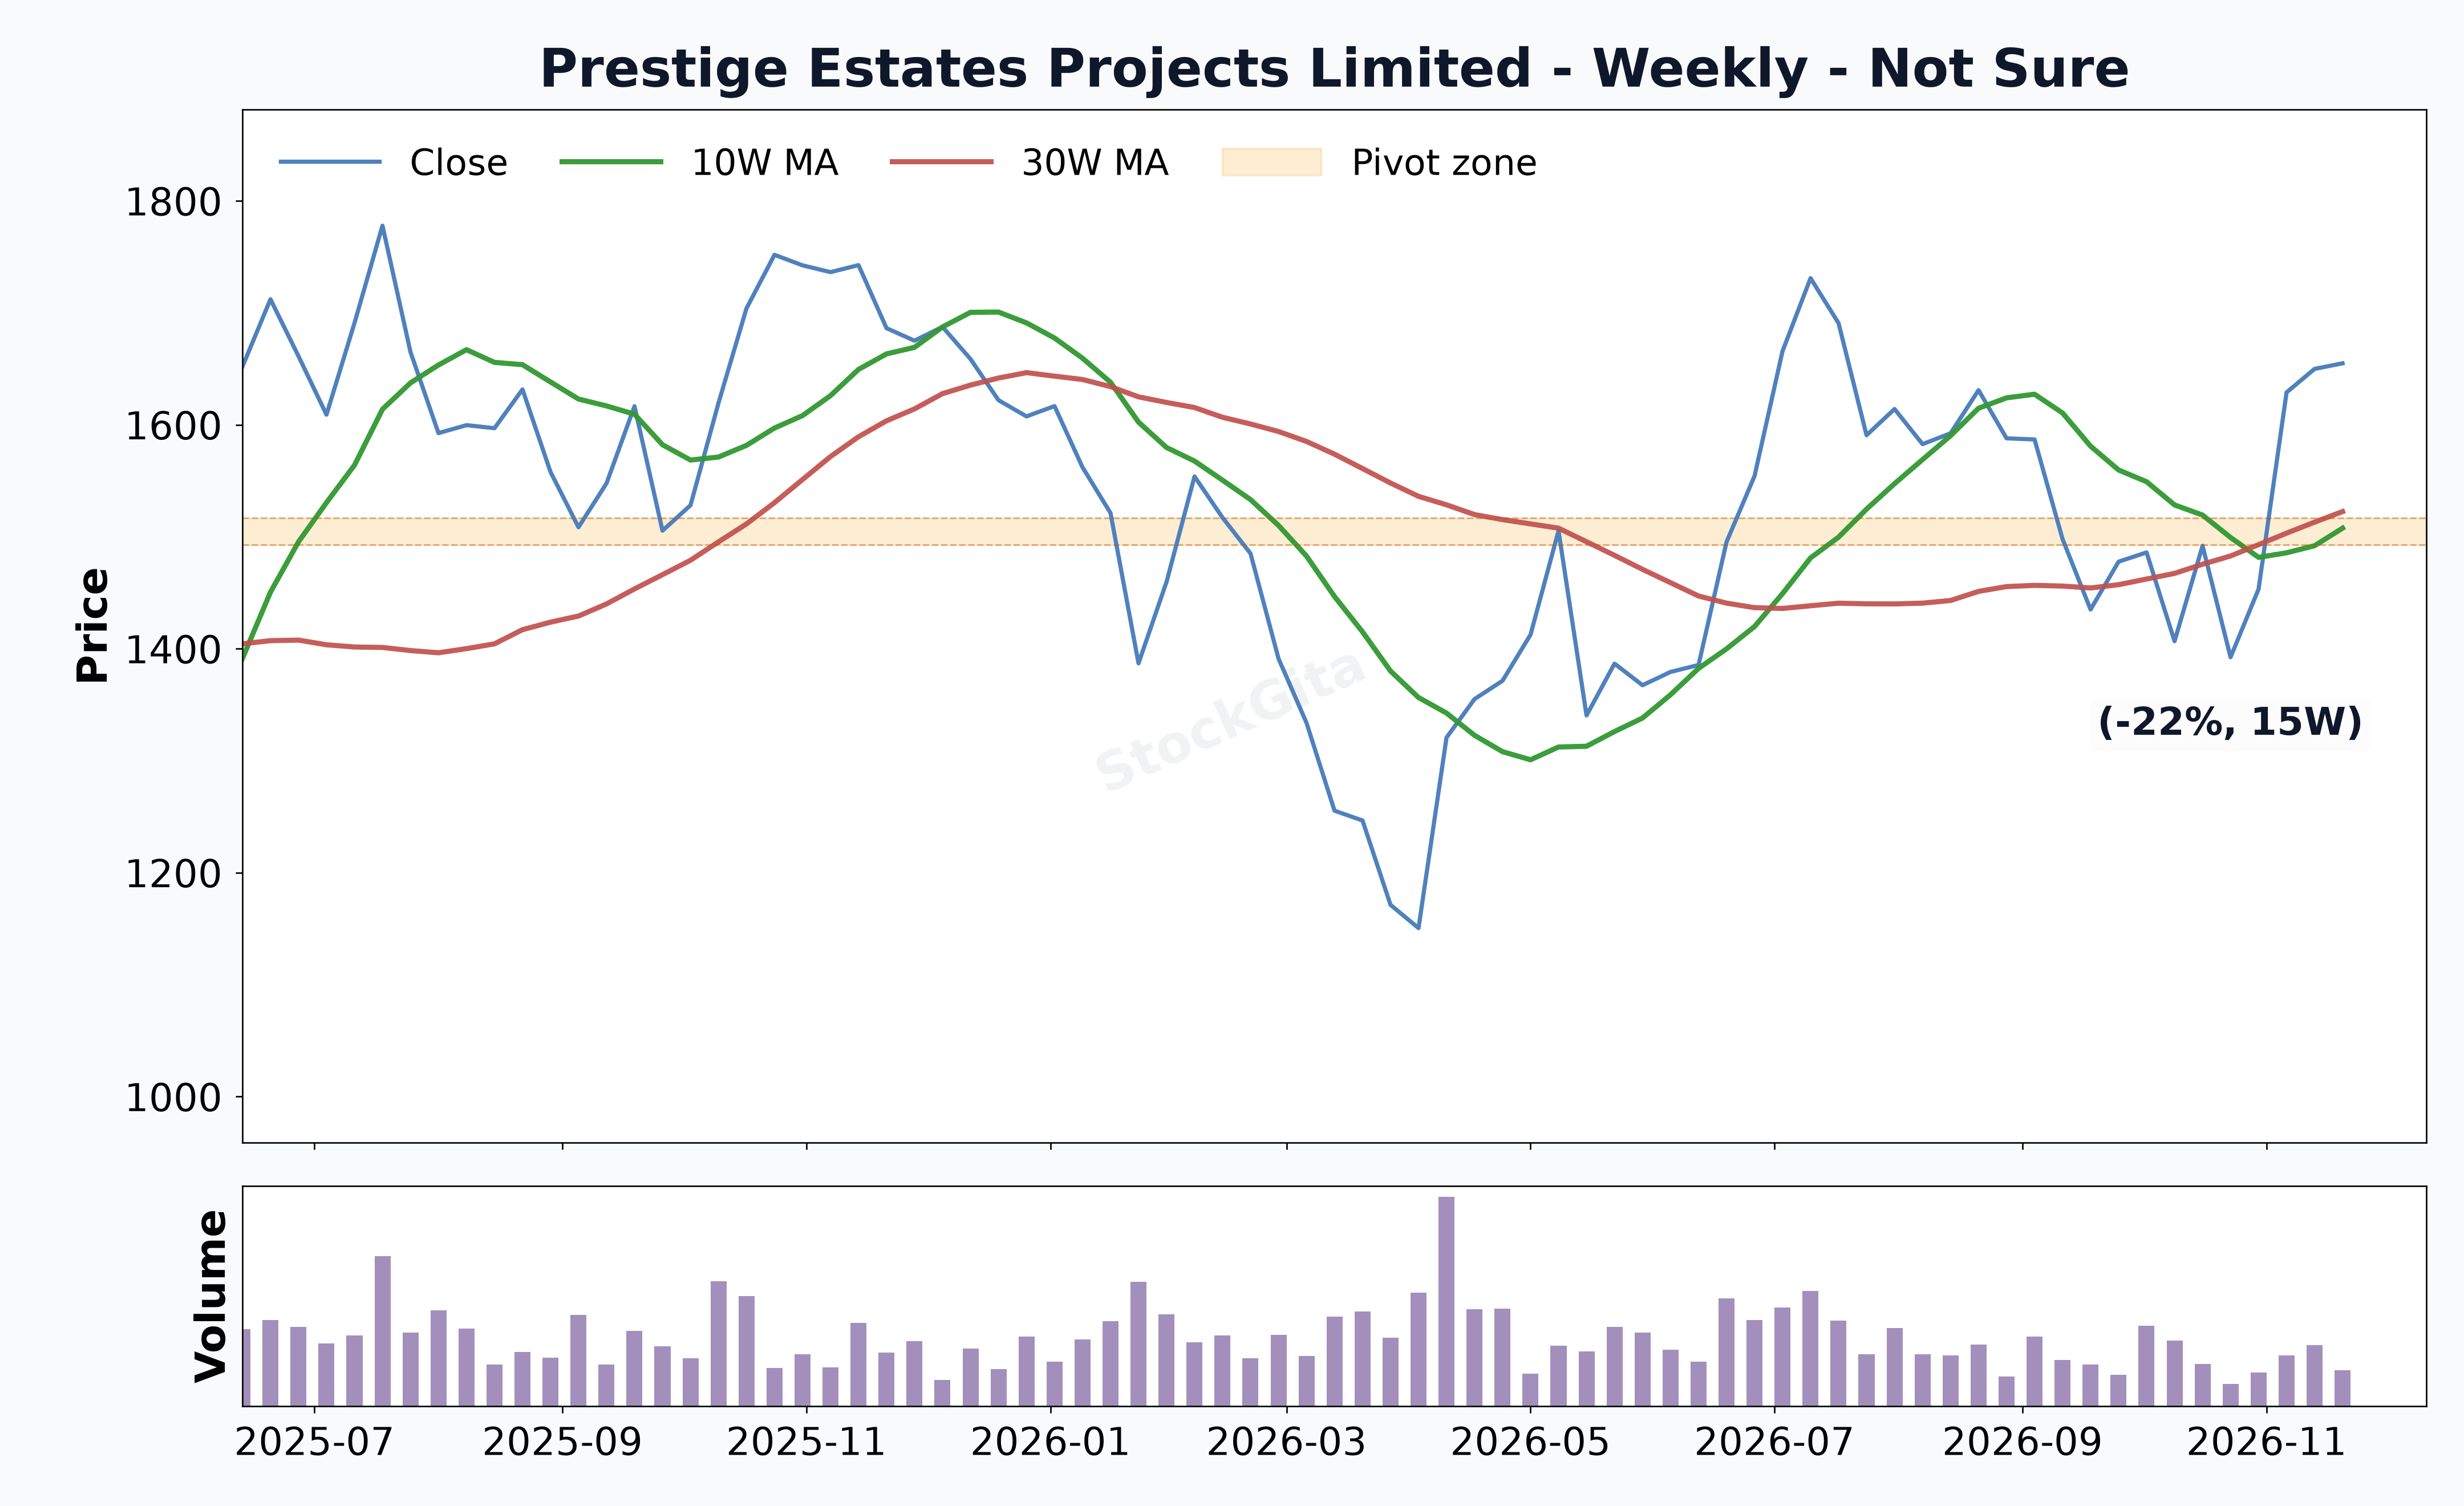 Prestige Estates Projects Limited - Weekly - Not Sure
Close 10W MA 30W MA Pivot zone
1800
1600
1400
1200
1000
Price
StockGita
(-22%, 15W)
Volume
2025-07 2025-09 2025-11 2026-01 2026-03 2026-05 2026-07 2026-09 2026-11